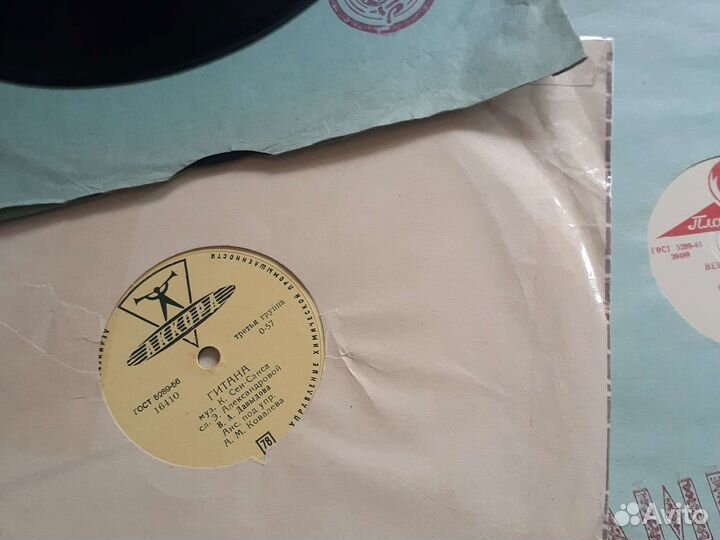 АККОРД
третья группа
0-57
ГОСТ 5289-56
16410
ГИТАНА
муз. К. Сен-Санса
сл. Э. Александровой
В. А. Давыдова
Анс. под упр.
А. М. Ковалева
78
УПРАВЛЕНИЕ
ХИМИЧЕСКОЙ ПРОМЫШЛЕННОСТИ
ГОСТ 5289-61
39488
Avito